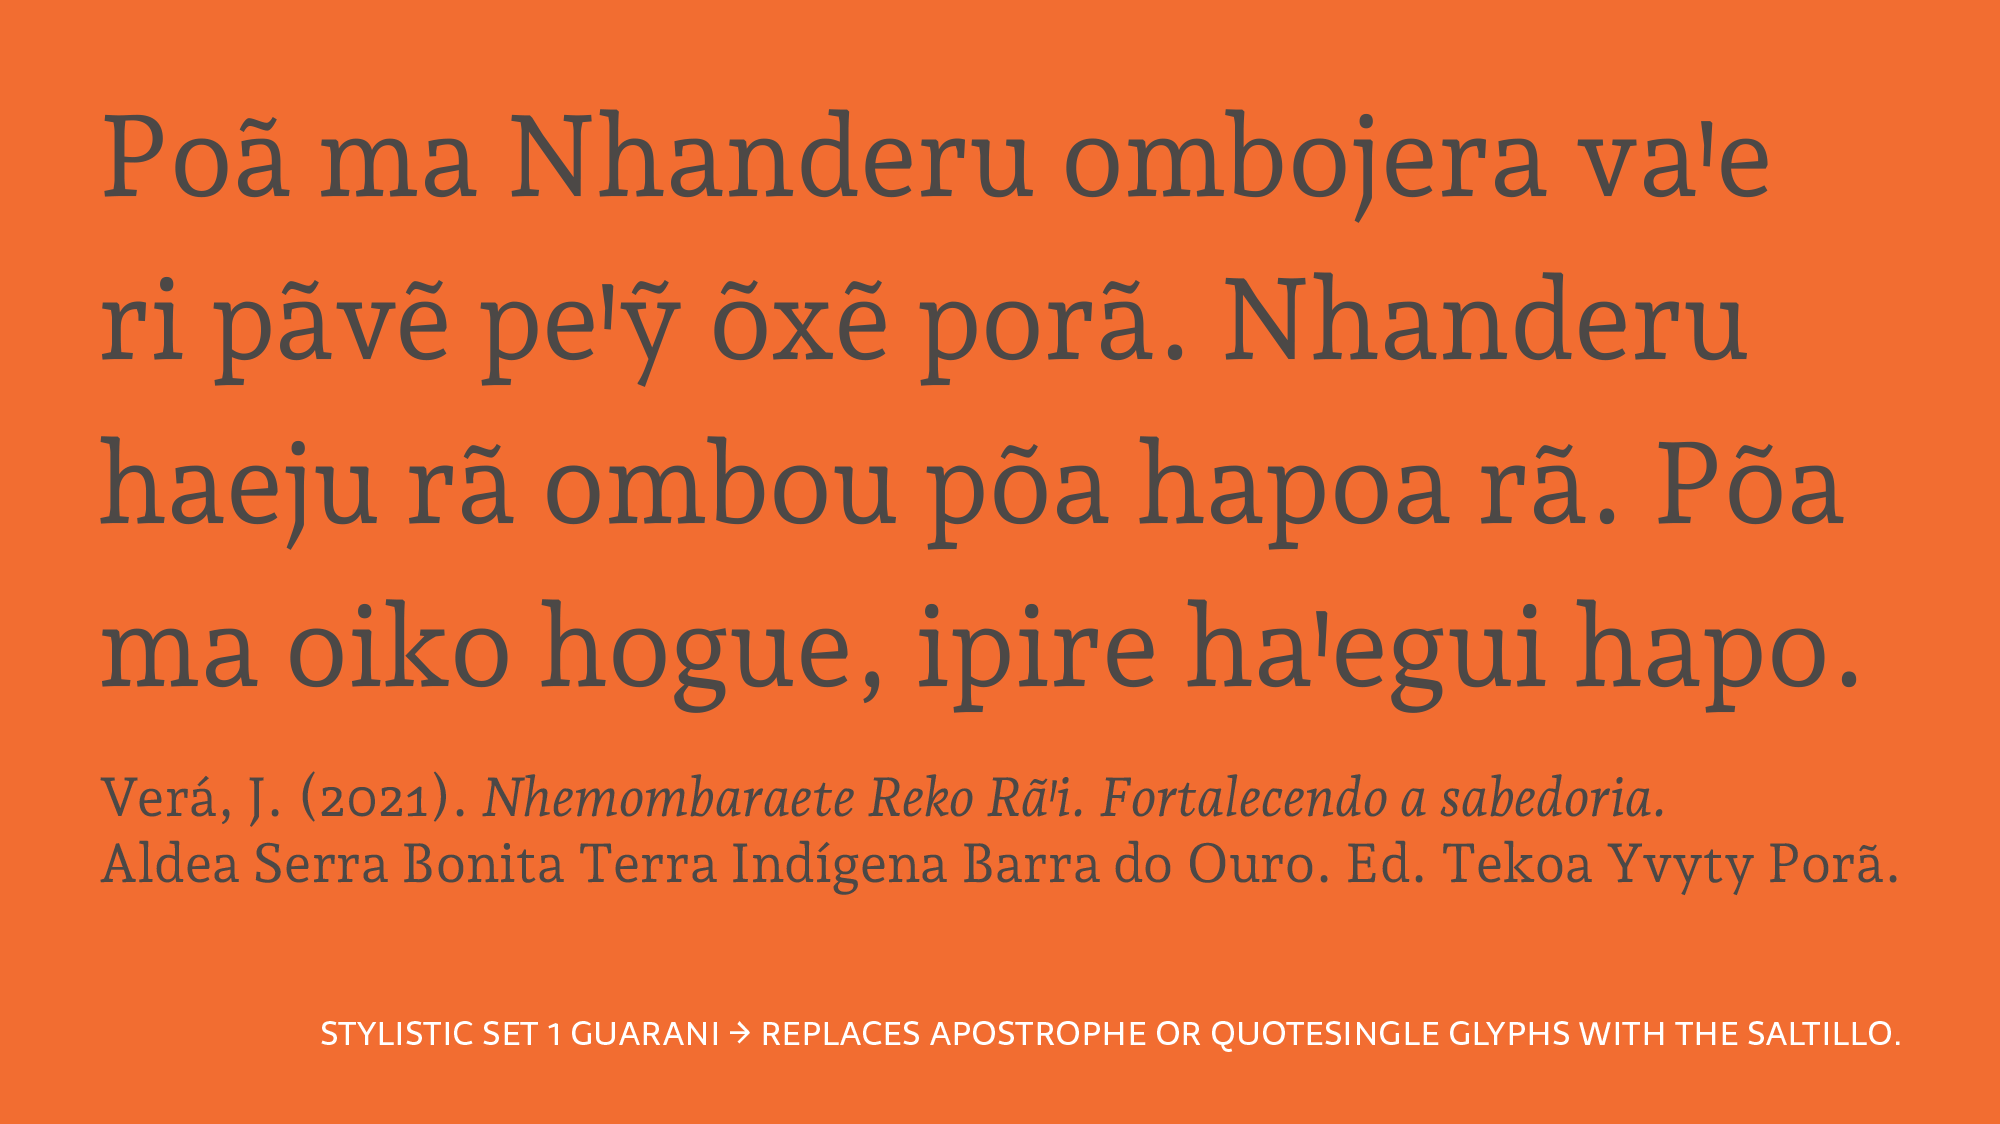 Poã ma Nhanderu ombojera vaꞌe
ri pãvẽ peꞌỹ õxẽ porã. Nhanderu
haeju rã ombou põa hapoa rã. Põa
ma oiko hogue, ipire haꞌegui hapo.
Verá, J. (2021). Nhemombaraete Reko Rãꞌi. Fortalecendo a sabedoria.
Aldea Serra Bonita Terra Indígena Barra do Ouro. Ed. Tekoa Yvyty Porã.
STYLISTIC SET 1 GUARANI → REPLACES APOSTROPHE OR QUOTESINGLE GLYPHS WITH THE SALTILLO.